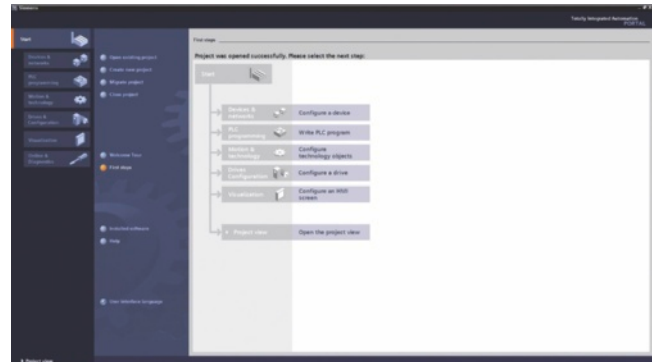 Siemens
Totally Integrated Automation
PORTAL
Start
Devices &
networks
PLC
programming
Motion &
technology
Drives &
Configuration
Visualization
Online &
Diagnostics
Open existing project
Create new project
Migrate project
Close project
Welcome Tour
First steps
Installed software
Help
User interface language
First steps
Project was opened successfully. Please select the next step:
Start
Devices &
networks
Configure a device
PLC
programming
Write PLC program
Motion &
technology
Configure
technology objects
Drives
Configuration
Configure a drive
Visualization
Configure an HMI
screen
Project view
Open the project view
Project view